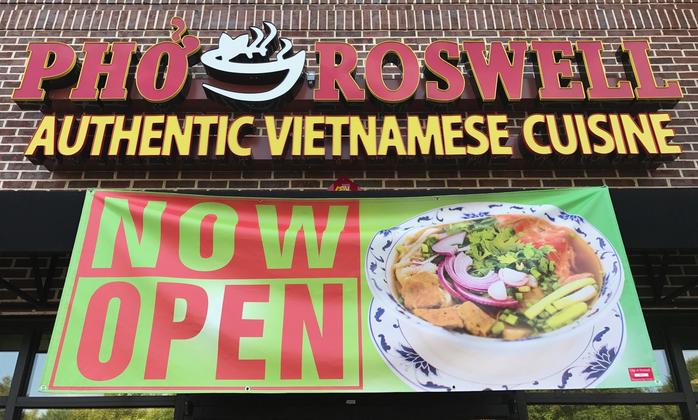 PHỞ ROSWELL
AUTHENTIC VIETNAMESE CUISINE
NOW
OPEN